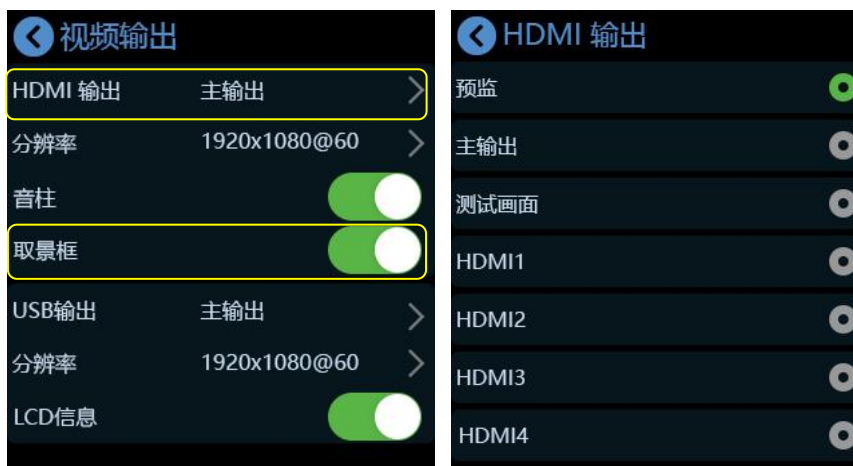 视频输出
HDMI 输出 主输出
分辨率 1920x1080@60
音柱
取景框
USB输出 主输出
分辨率 1920x1080@60
LCD信息
HDMI 输出
预监
主输出
测试画面
HDMI1
HDMI2
HDMI3
HDMI4